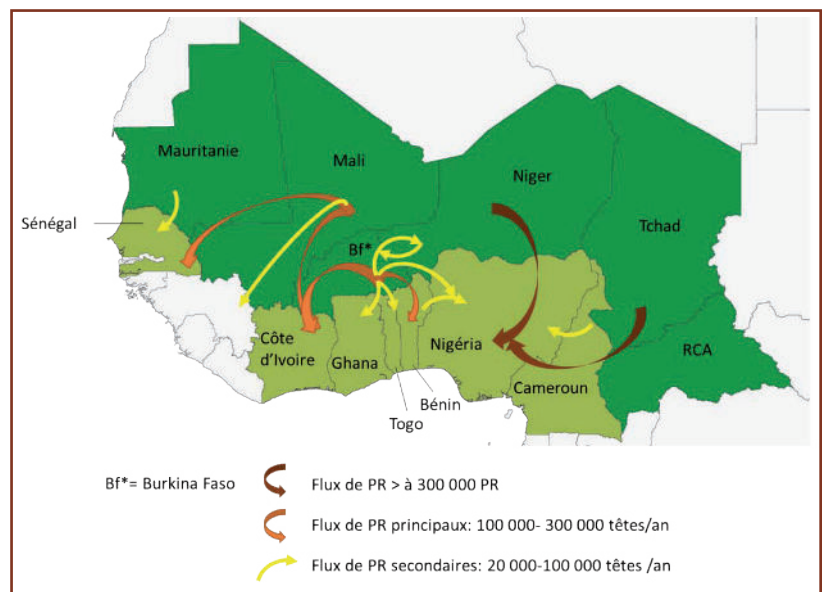 Mauritanie
Mali
Niger
Tchad
Sénégal
Bf*
Côte
d'Ivoire
Ghana
Nigéria
RCA
Cameroun
Bénin
Togo
Bf*= Burkina Faso
Flux de PR > à 300 000 PR
Flux de PR principaux: 100 000- 300 000 têtes/an
Flux de PR secondaires: 20 000-100 000 têtes /an